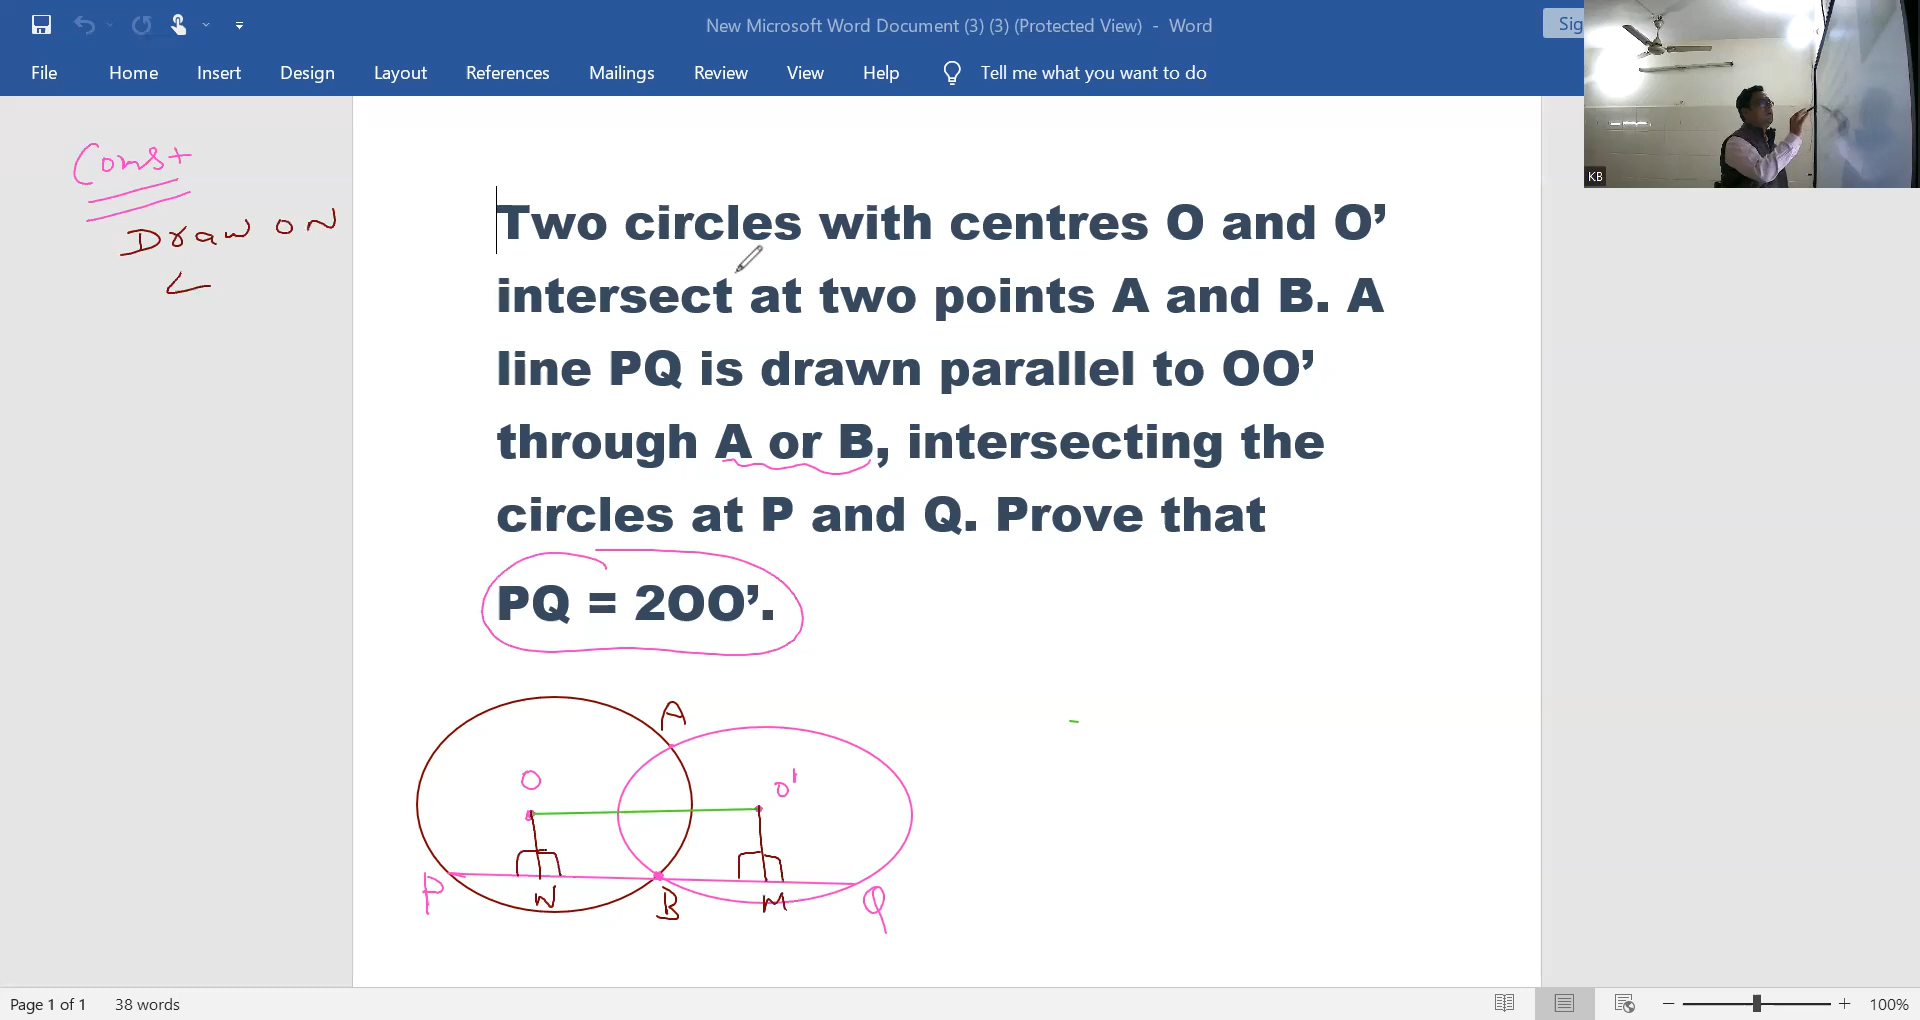 New Microsoft Word Document (3) (3) (Protected View) - Word
Sig
File Home Insert Design Layout References Mailings Review View Help Tell me what you want to do
KB
Const
Draw ON
Two circles with centres O and O’
intersect at two points A and B. A
line PQ is drawn parallel to OO’
through A or B, intersecting the
circles at P and Q. Prove that
PQ = 2OO’.
A
O O'
P N B M Q
Page 1 of 1 38 words
100%